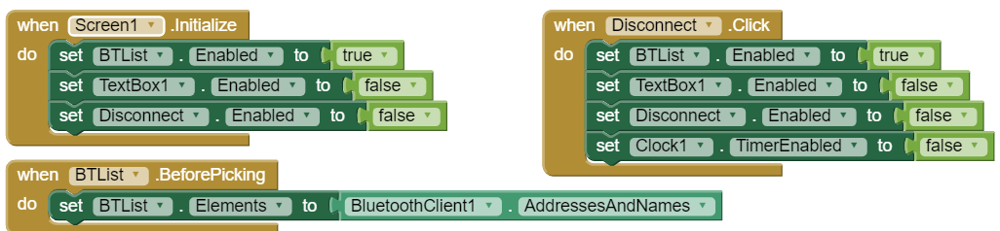 when Screen1 .Initialize
do set BTList . Enabled to true
set TextBox1 . Enabled to false
set Disconnect . Enabled to false
when Disconnect .Click
do set BTList . Enabled to true
set TextBox1 . Enabled to false
set Disconnect . Enabled to false
set Clock1 . TimerEnabled to false
when BTList .BeforePicking
do set BTList . Elements to BluetoothClient1 . AddressesAndNames